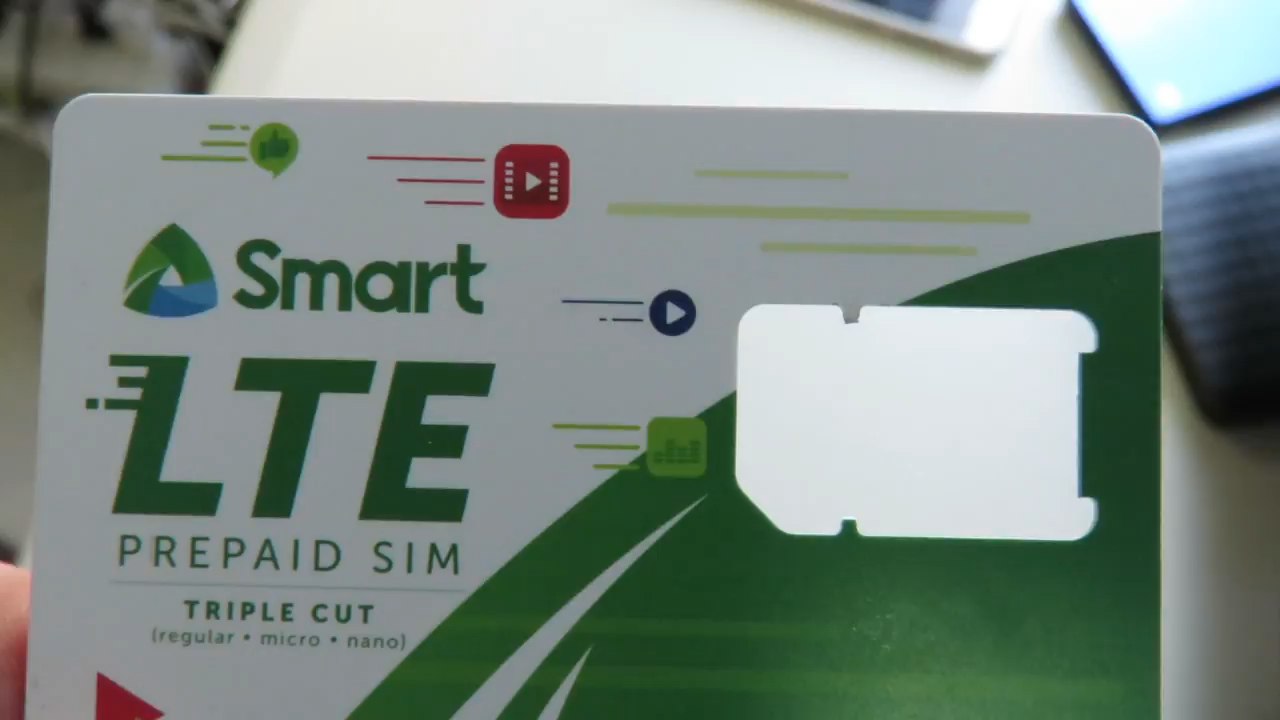 Smart
LTE
PREPAID SIM
TRIPLE CUT
(regular • micro • nano)